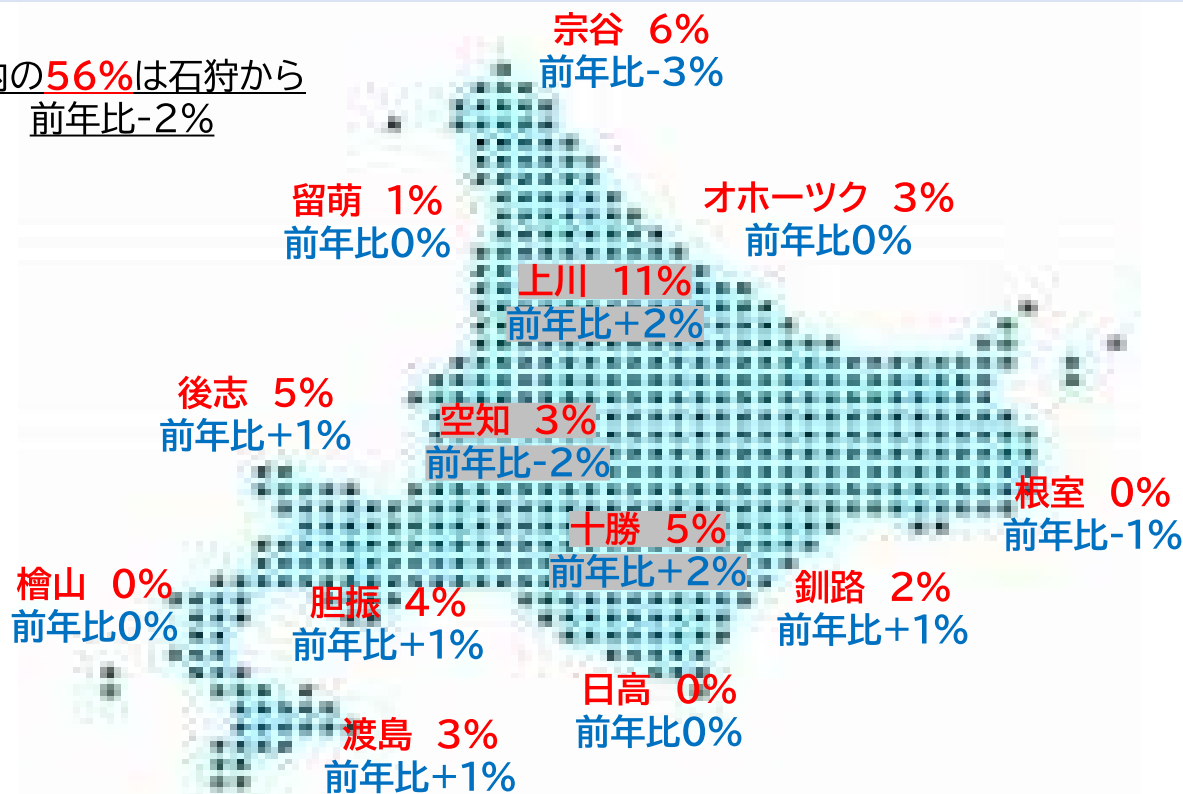 宗谷 6%
前年比-3%
の56%は石狩から
前年比-2%
留萌 1%
前年比0%
オホーツク 3%
前年比0%
上川 11%
前年比+2%
後志 5%
前年比+1%
空知 3%
前年比-2%
根室 0%
前年比-1%
十勝 5%
前年比+2%
檜山 0%
前年比0%
胆振 4%
前年比+1%
釧路 2%
前年比+1%
日高 0%
前年比0%
渡島 3%
前年比+1%